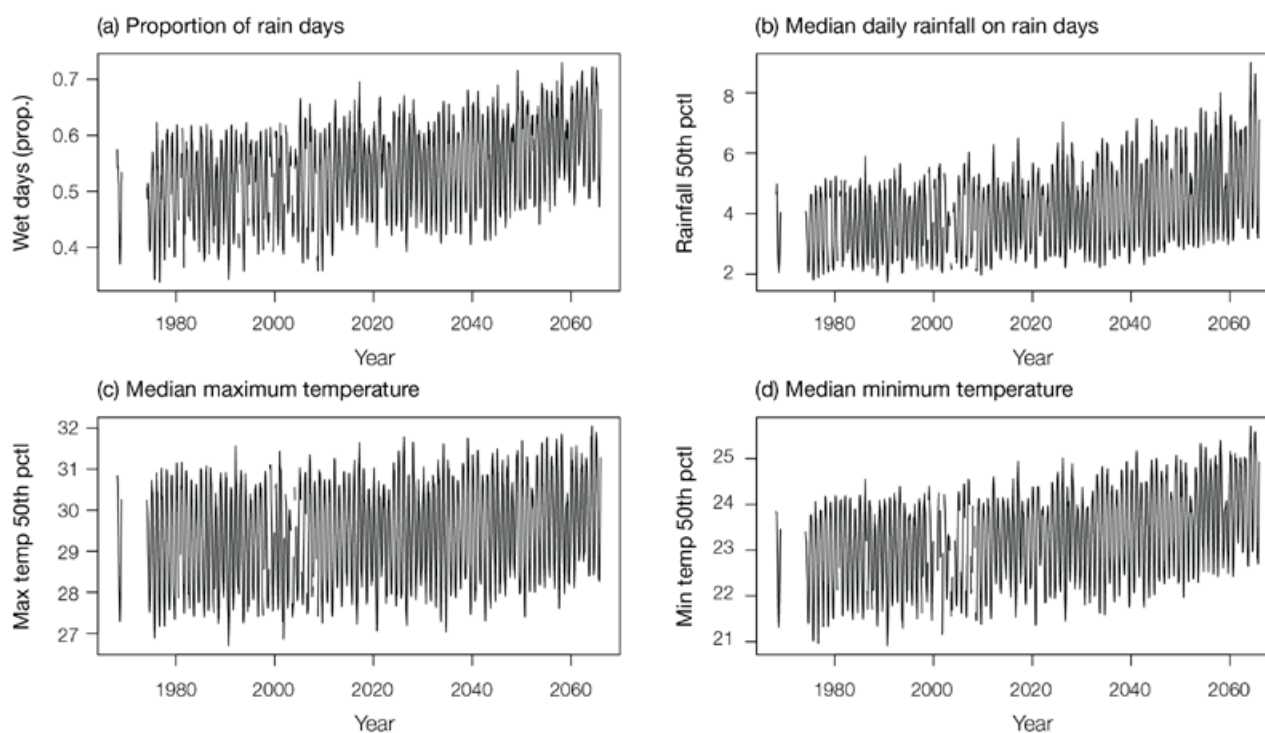 (a) Proportion of rain days
Wet days (prop.)
0.7
0.6
0.5
0.4
1980 2000 2020 2040 2060
Year
(b) Median daily rainfall on rain days
Rainfall 50th pctl
8
6
4
2
1980 2000 2020 2040 2060
Year
(c) Median maximum temperature
Max temp 50th pctl
32
31
30
29
28
27
1980 2000 2020 2040 2060
Year
(d) Median minimum temperature
Min temp 50th pctl
25
24
23
22
21
1980 2000 2020 2040 2060
Year